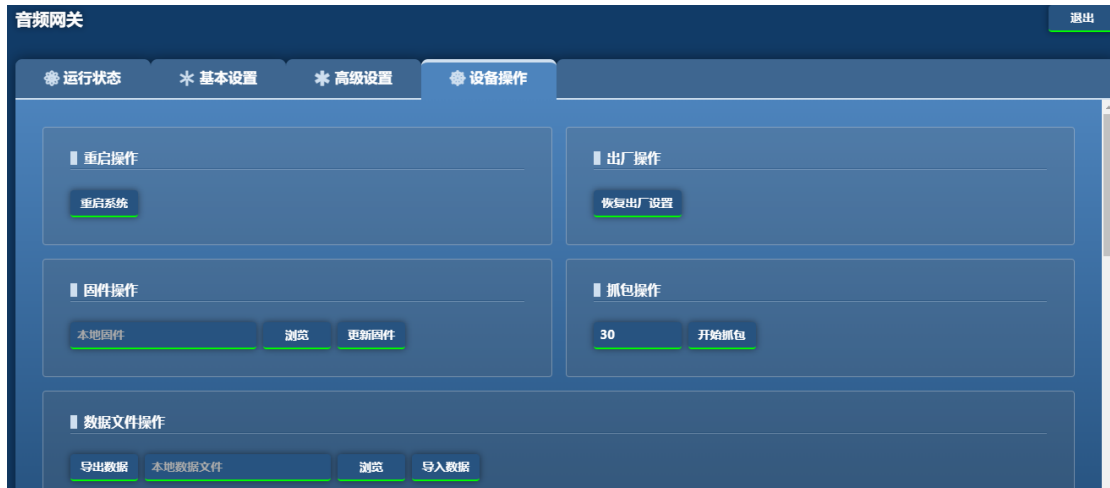 音频网关
退出
运行状态 基本设置 高级设置 设备操作
重启操作
重启系统
出厂操作
恢复出厂设置
固件操作
本地固件 浏览 更新固件
抓包操作
30 开始抓包
数据文件操作
导出数据 本地数据文件 浏览 导入数据